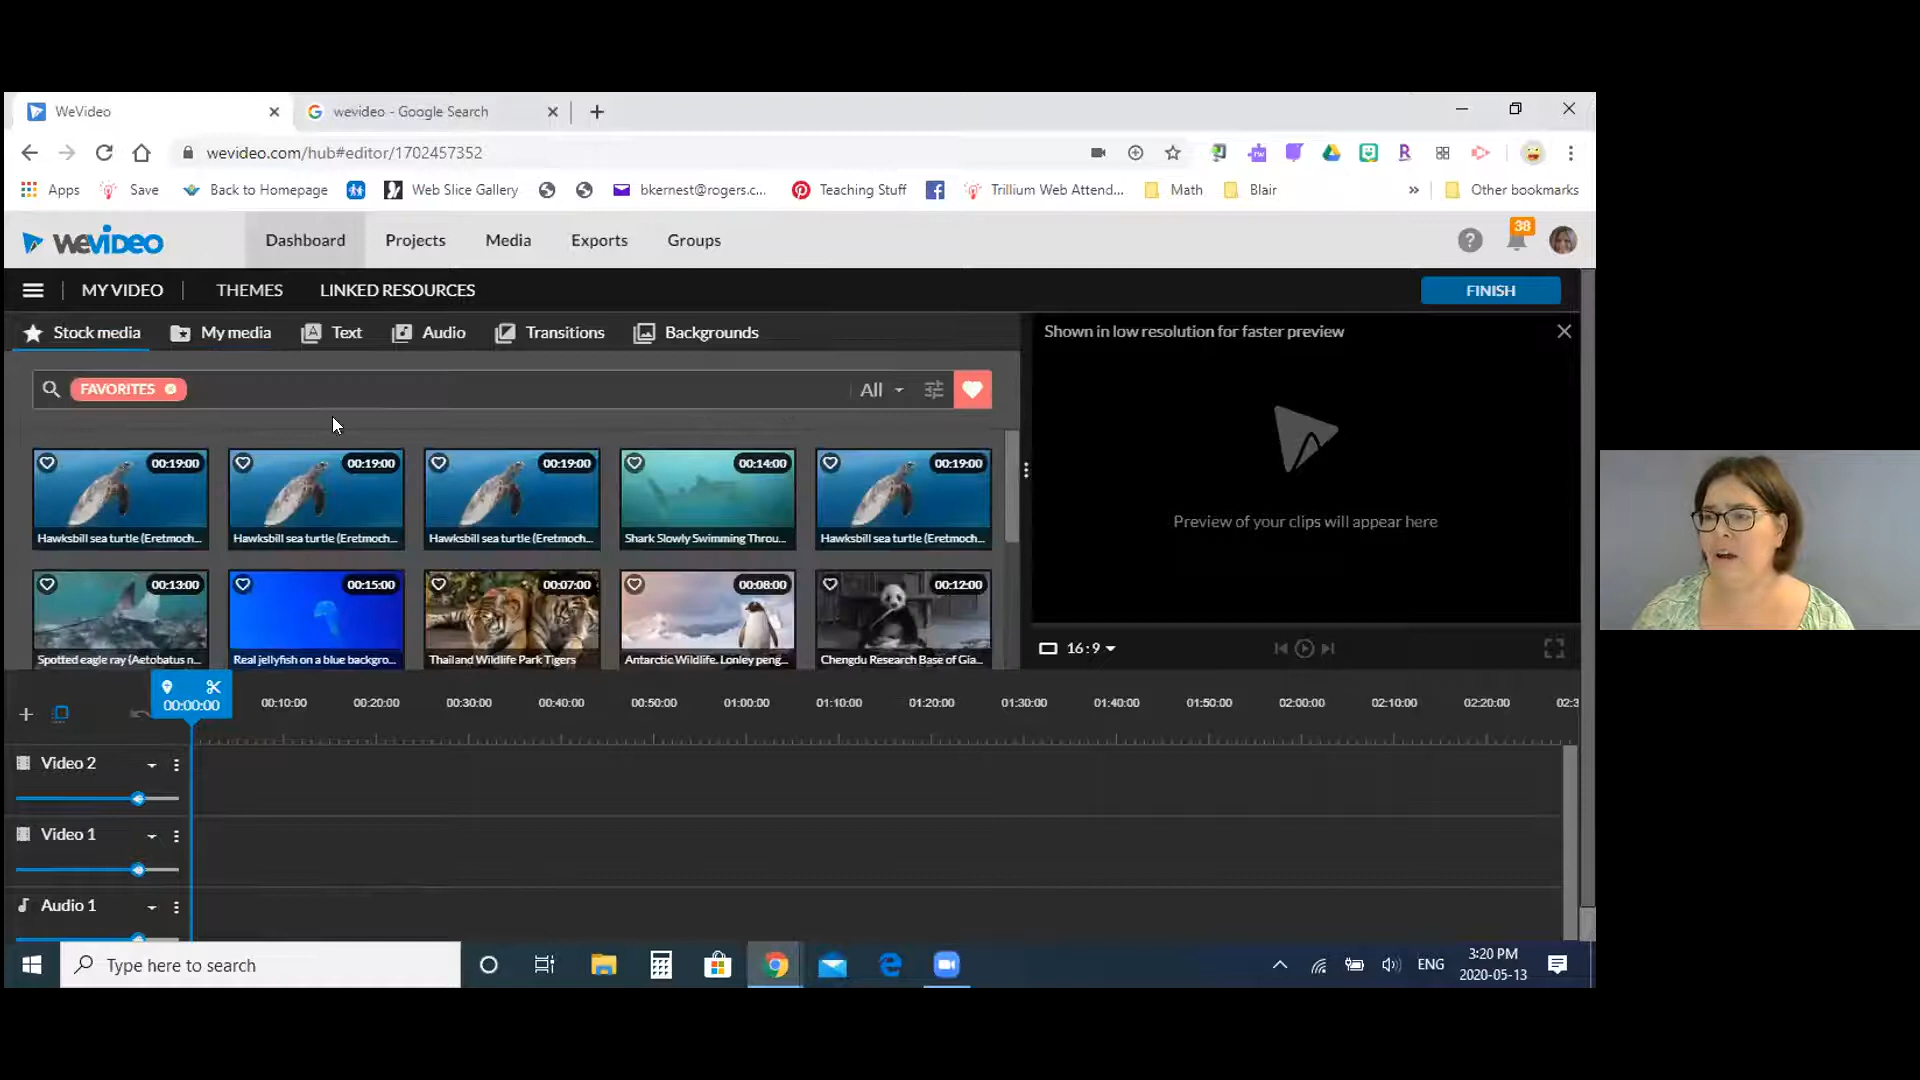 WeVideo
wevideo - Google Search
wevideo.com/hub#editor/1702457352
Apps
Save
Back to Homepage
Web Slice Gallery
bkernest@rogers.c...
Teaching Stuff
Trillium Web Attend...
Math
Blair
»
Other bookmarks
WEVIDEO
Dashboard
Projects
Media
Exports
Groups
?
38
MY VIDEO
THEMES
LINKED RESOURCES
FINISH
Stock media
My media
Text
Audio
Transitions
Backgrounds
Shown in low resolution for faster preview
FAVORITES
All
00:19:00
00:19:00
00:19:00
00:14:00
00:19:00
Hawksbill sea turtle (Eretmoch...
Hawksbill sea turtle (Eretmoch...
Hawksbill sea turtle (Eretmoch...
Shark Slowly Swimming Throu...
Hawksbill sea turtle (Eretmoch...
Preview of your clips will appear here
00:13:00
00:15:00
00:07:00
00:08:00
00:12:00
Spotted eagle ray (Aetobatus n...
Real jellyfish on a blue backgro...
Thailand Wildlife Park Tigers
Antarctic Wildlife. Lonley peng...
Chengdu Research Base of Gia...
16:9
00:00:00
00:10:00
00:20:00
00:30:00
00:40:00
00:50:00
01:00:00
01:10:00
01:20:00
01:30:00
01:40:00
01:50:00
02:00:00
02:10:00
02:20:00
02:3
Video 2
Video 1
Audio 1
Type here to search
ENG
3:20 PM
2020-05-13